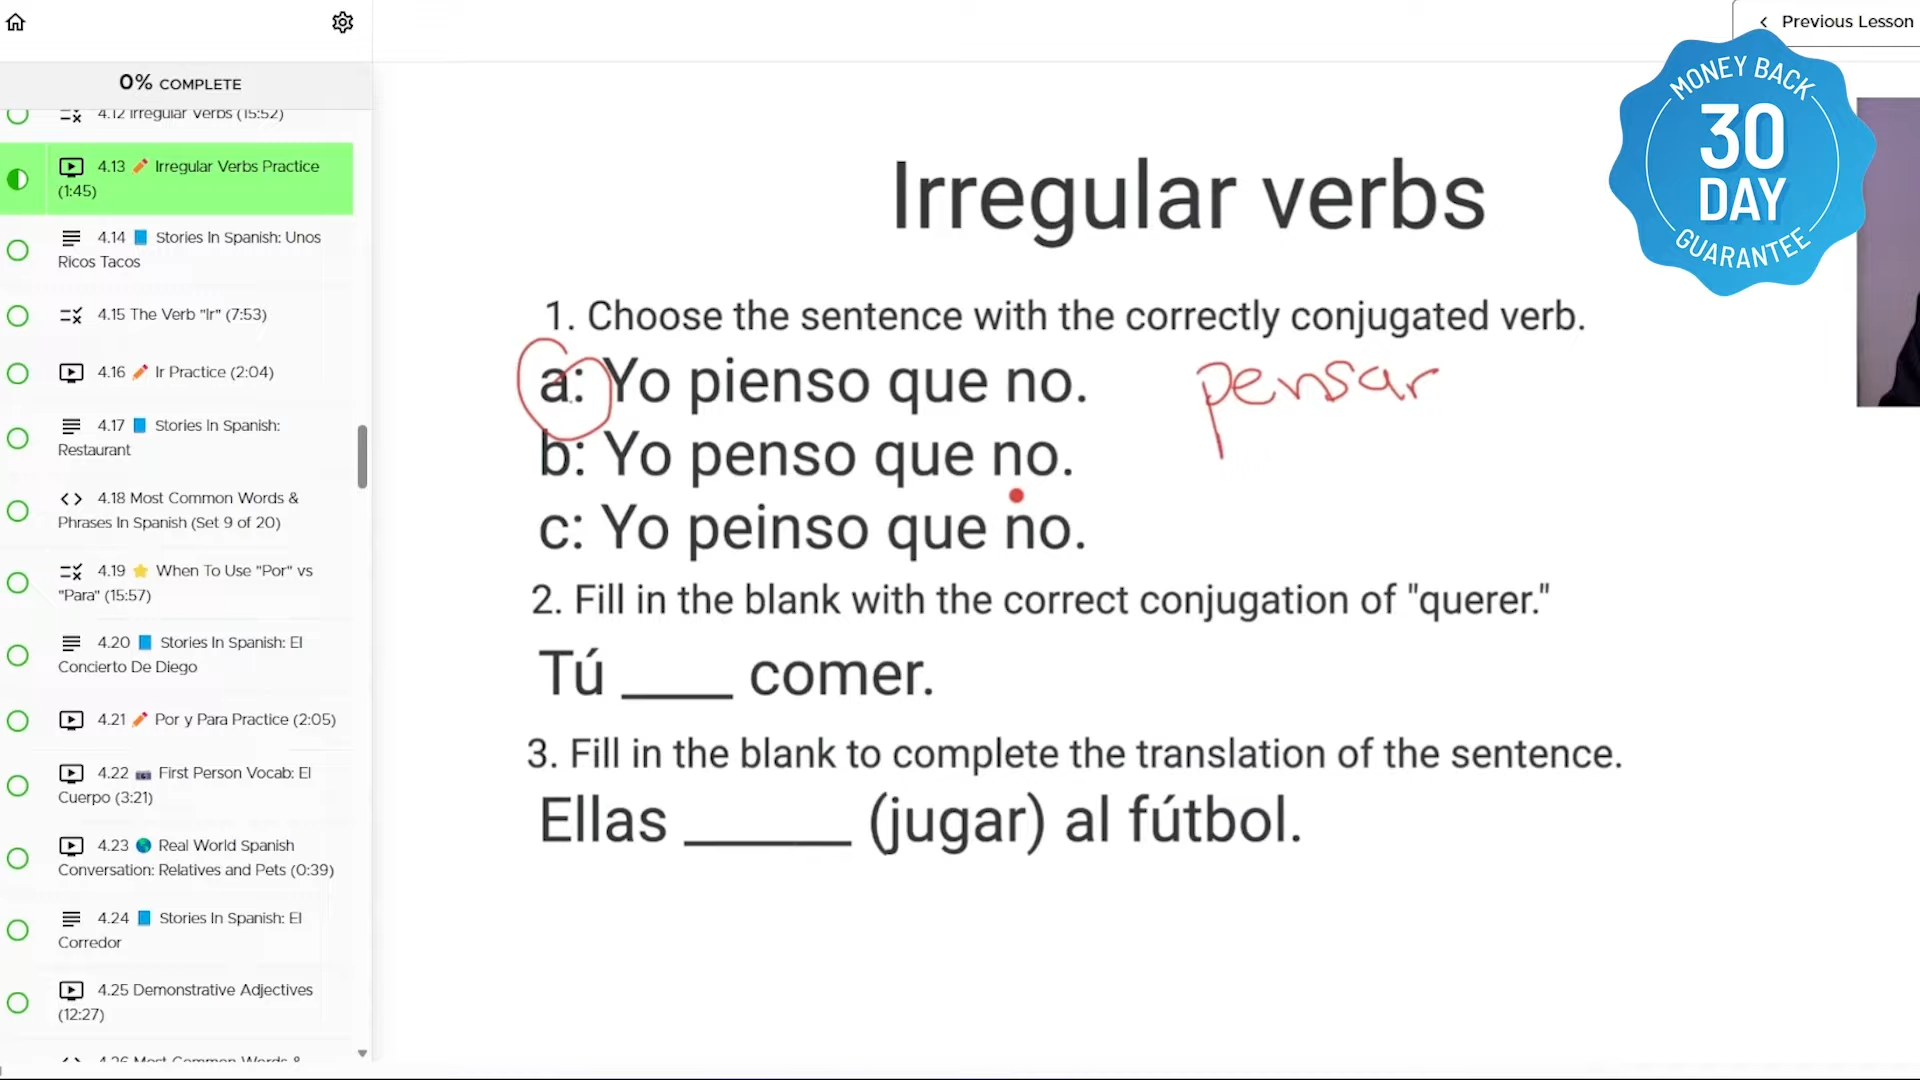 Previous Lesson
0% COMPLETE
4.12 Irregular Verbs (15:52)
4.13 Irregular Verbs Practice
(1:45)
4.14 Stories In Spanish: Unos
Ricos Tacos
4.15 The Verb "Ir" (7:53)
4.16 Ir Practice (2:04)
4.17 Stories In Spanish:
Restaurant
4.18 Most Common Words &
Phrases In Spanish (Set 9 of 20)
4.19 When To Use "Por" vs
"Para" (15:57)
4.20 Stories In Spanish: El
Concierto De Diego
4.21 Por y Para Practice (2:05)
4.22 First Person Vocab: El
Cuerpo (3:21)
4.23 Real World Spanish
Conversation: Relatives and Pets (0:39)
4.24 Stories In Spanish: El
Corredor
4.25 Demonstrative Adjectives
(12:27)
4.26 Most Common Words &
MONEY BACK
30
DAY
GUARANTEE
Irregular verbs
1. Choose the sentence with the correctly conjugated verb.
a: Yo pienso que no.
pensar
b: Yo penso que no.
c: Yo peinso que no.
2. Fill in the blank with the correct conjugation of "querer."
Tú ____ comer.
3. Fill in the blank to complete the translation of the sentence.
Ellas _____ (jugar) al fútbol.